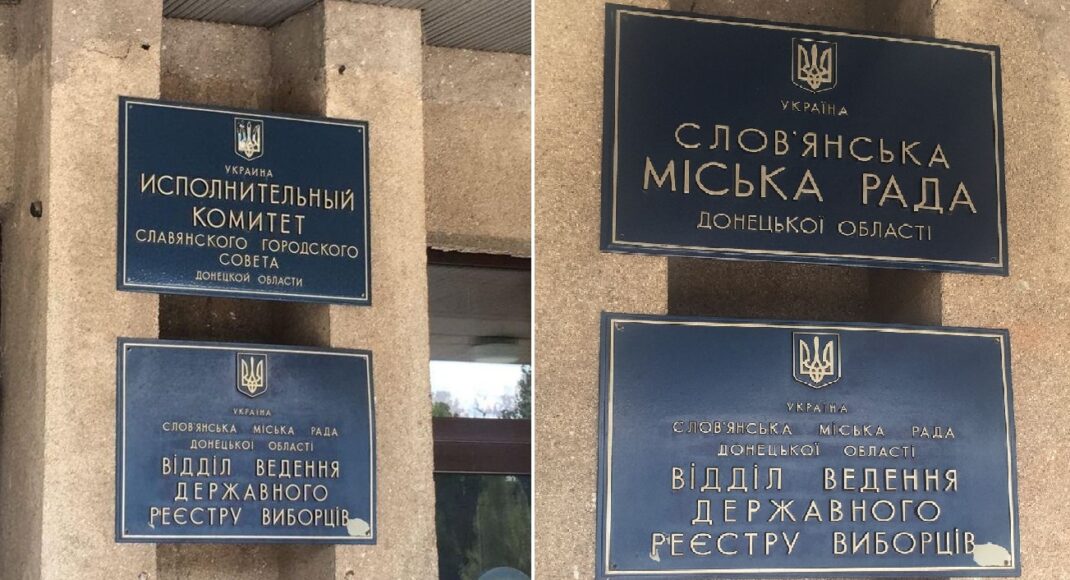 УКРАИНА
ИСПОЛНИТЕЛЬНЫЙ
КОМИТЕТ
СЛАВЯНСКОГО ГОРОДСКОГО
СОВЕТА
ДОНЕЦКОЙ ОБЛАСТИ
УКРАЇНА
СЛОВ'ЯНСЬКА МІСЬКА РАДА
ДОНЕЦЬКОЇ ОБЛАСТІ
ВІДДІЛ ВЕДЕННЯ
ДЕРЖАВНОГО
РЕЄСТРУ ВИБОРЦІВ
УКРАЇНА
СЛОВ'ЯНСЬКА
МІСЬКА РАДА
ДОНЕЦЬКОЇ ОБЛАСТІ
УКРАЇНА
СЛОВ'ЯНСЬКА МІСЬКА РАДА
ДОНЕЦЬКОЇ ОБЛАСТІ
ВІДДІЛ ВЕДЕННЯ
ДЕРЖАВНОГО
РЕЄСТРУ ВИБОРЦІВ